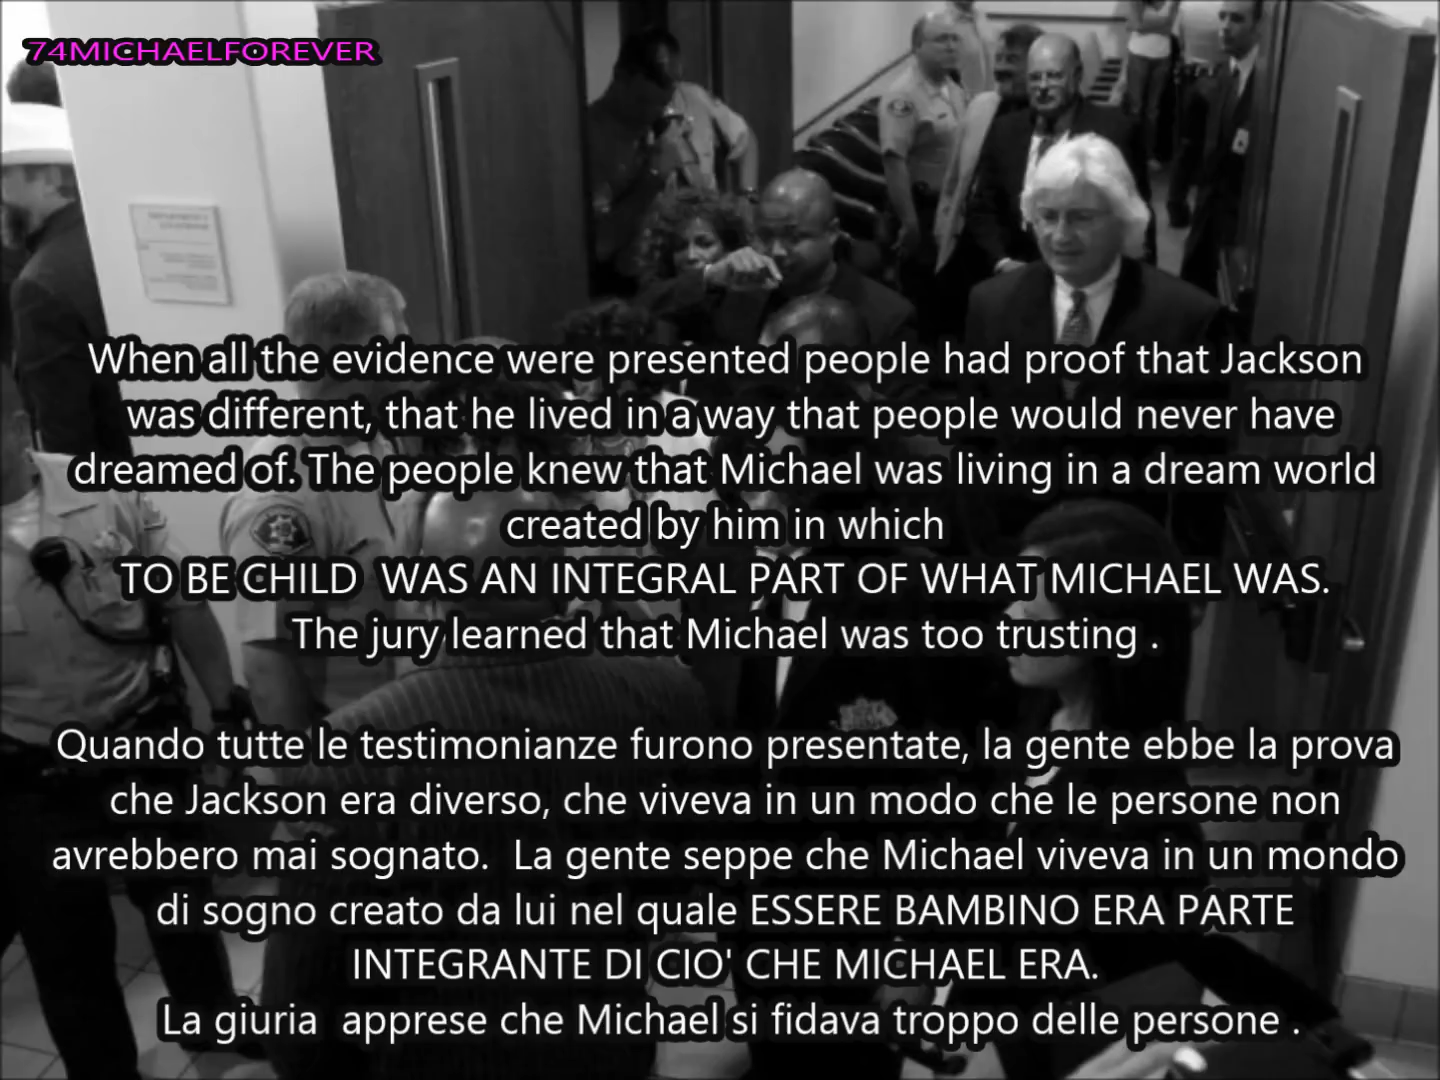 74MICHAELFOREVER
When all the evidence were presented people had proof that Jackson
was different, that he lived in a way that people would never have
dreamed of. The people knew that Michael was living in a dream world
created by him in which
TO BE CHILD  WAS AN INTEGRAL PART OF WHAT MICHAEL WAS.
The jury learned that Michael was too trusting .
Quando tutte le testimonianze furono presentate, la gente ebbe la prova
che Jackson era diverso, che viveva in un modo che le persone non
avrebbero mai sognato.  La gente seppe che Michael viveva in un mondo
di sogno creato da lui nel quale ESSERE BAMBINO ERA PARTE
INTEGRANTE DI CIO' CHE MICHAEL ERA.
La giuria  apprese che Michael si fidava troppo delle persone .